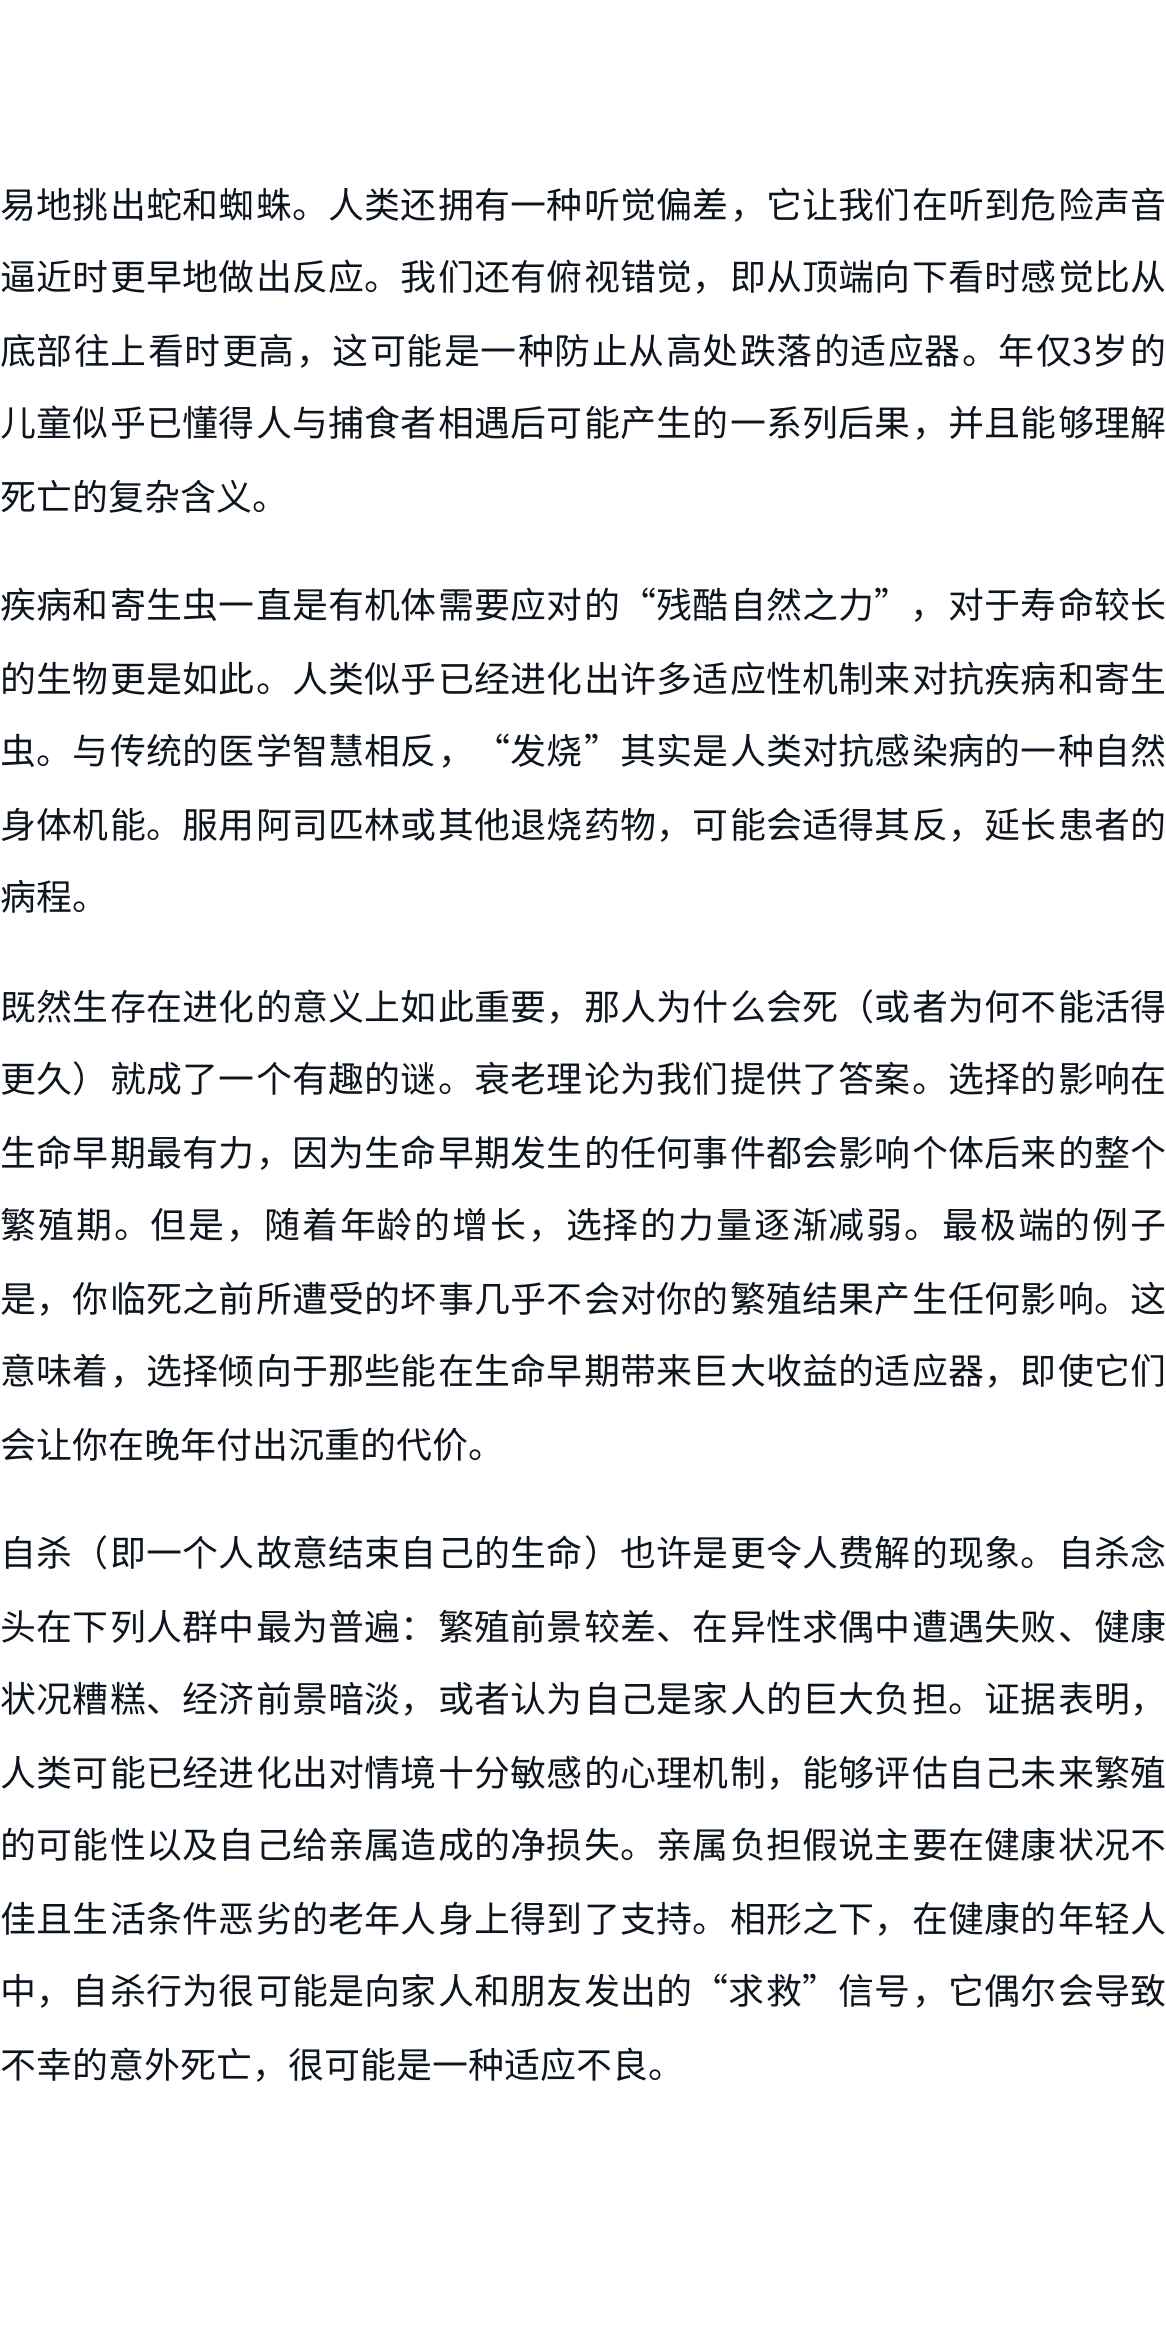 易地挑出蛇和蜘蛛。人类还拥有一种听觉偏差，它让我们在听到危险声音
逼近时更早地做出反应。我们还有俯视错觉，即从顶端向下看时感觉比从
底部往上看时更高，这可能是一种防止从高处跌落的适应器。年仅3岁的
儿童似乎已懂得人与捕食者相遇后可能产生的一系列后果，并且能够理解
死亡的复杂含义。
疾病和寄生虫一直是有机体需要应对的“残酷自然之力”，对于寿命较长
的生物更是如此。人类似乎已经进化出许多适应性机制来对抗疾病和寄生
虫。与传统的医学智慧相反，“发烧”其实是人类对抗感染病的一种自然
身体机能。服用阿司匹林或其他退烧药物，可能会适得其反，延长患者的
病程。
既然生存在进化的意义上如此重要，那人为什么会死（或者为何不能活得
更久）就成了一个有趣的谜。衰老理论为我们提供了答案。选择的影响在
生命早期最有力，因为生命早期发生的任何事件都会影响个体后来的整个
繁殖期。但是，随着年龄的增长，选择的力量逐渐减弱。最极端的例子
是，你临死之前所遭受的坏事几乎不会对你的繁殖结果产生任何影响。这
意味着，选择倾向于那些能在生命早期带来巨大收益的适应器，即使它们
会让你在晚年付出沉重的代价。
自杀（即一个人故意结束自己的生命）也许是更令人费解的现象。自杀念
头在下列人群中最为普遍：繁殖前景较差、在异性求偶中遭遇失败、健康
状况糟糕、经济前景暗淡，或者认为自己是家人的巨大负担。证据表明，
人类可能已经进化出对情境十分敏感的心理机制，能够评估自己未来繁殖
的可能性以及自己给亲属造成的净损失。亲属负担假说主要在健康状况不
佳且生活条件恶劣的老年人身上得到了支持。相形之下，在健康的年轻人
中，自杀行为很可能是向家人和朋友发出的“求救”信号，它偶尔会导致
不幸的意外死亡，很可能是一种适应不良。